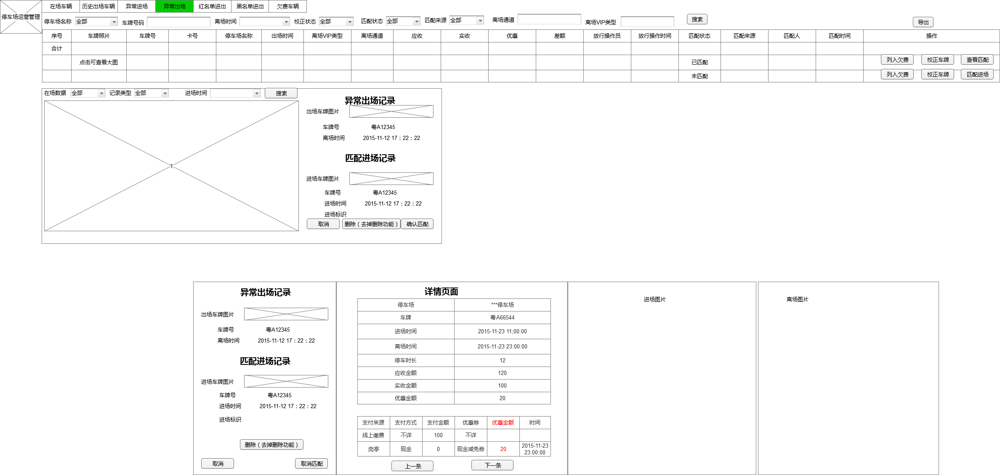 停车场运营管理
在场车辆 历史出场车辆 异常进场 异常出场 红名单进出 黑名单进出 欠费车辆
停车场名称 全部 车牌号码 离场时间 校正状态 全部 匹配状态 全部 匹配来源 全部 离场通道 离场VIP类型 搜索 导出
序号 车牌照片 车牌号 卡号 停车场名称 出场时间 离场VIP类型 离场通道 应收 实收 优惠 差额 放行操作员 放行操作时间 匹配状态 匹配来源 匹配人 匹配时间 操作
合计
点击可查看大图 已匹配 列入欠费 校正车牌 查看匹配
未匹配 列入欠费 校正车牌 匹配进场
在场数据 全部 记录类型 全部 进场时间 搜索
1
异常出场记录
出场车牌图片
车牌号 粤A12345
离场时间 2015-11-12 17：22：22
匹配进场记录
进场车牌图片
车牌号 粤A12345
进场时间 2015-11-12 17：22：22
进场标识
取消 删除（去掉删除功能） 确认匹配
异常出场记录
出场车牌图片
车牌号 粤A12345
离场时间 2015-11-12 17：22：22
匹配进场记录
进场车牌图片
车牌号 粤A12345
进场时间 2015-11-12 17：22：22
进场标识
删除（去掉删除功能）
取消 取消匹配
详情页面
停车场 ***停车场
车牌 粤A66544
进场时间 2015-11-23 11;00:00
离场时间 2015-11-23 23:00:00
停车时长 12
应收金额 120
实收金额 100
优惠金额 20
支付来源 支付方式 支付金额 优惠券 优惠金额 时间
线上缴费 不详 100 不详
岗亭 现金 0 现金减免券 20 2015-11-23 23:00:00
上一条 下一条
进场图片
离场图片